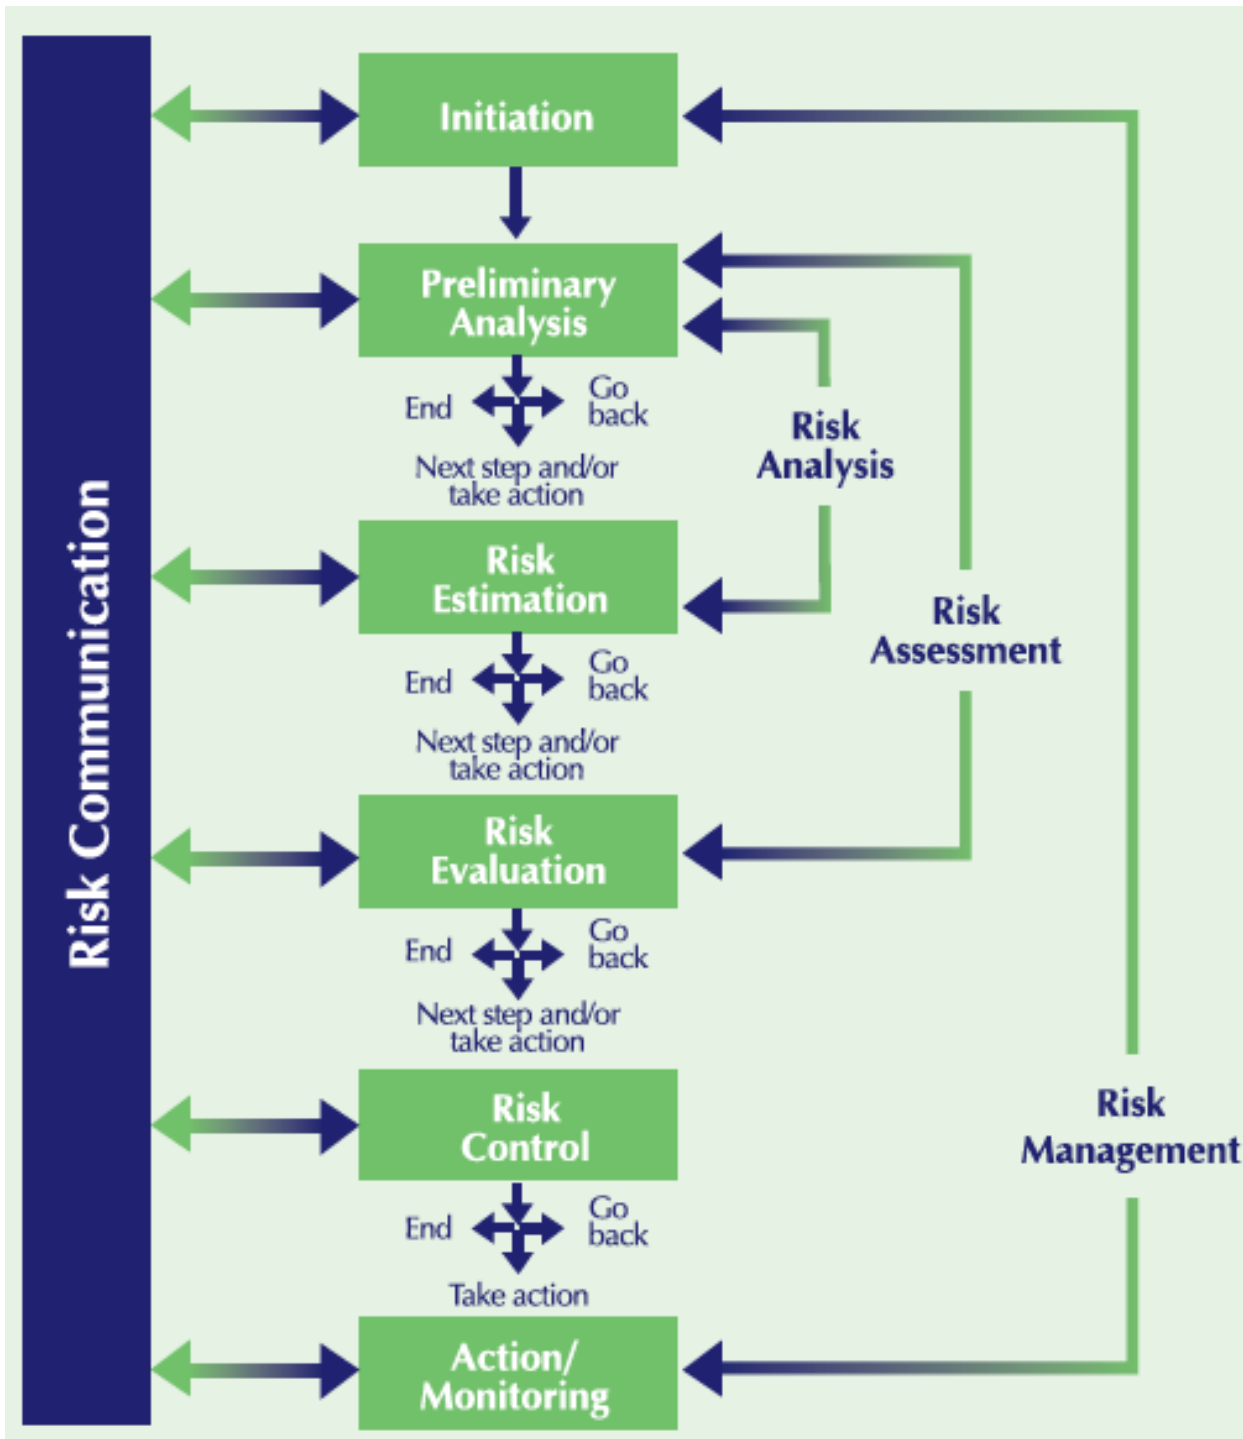 Risk Communication
Initiation
Preliminary
Analysis
End
Go
back
Next step and/or
take action
Risk
Analysis
Risk
Estimation
End
Go
back
Next step and/or
take action
Risk
Assessment
Risk
Evaluation
End
Go
back
Next step and/or
take action
Risk
Control
Risk
Management
End
Go
back
Take action
Action/
Monitoring